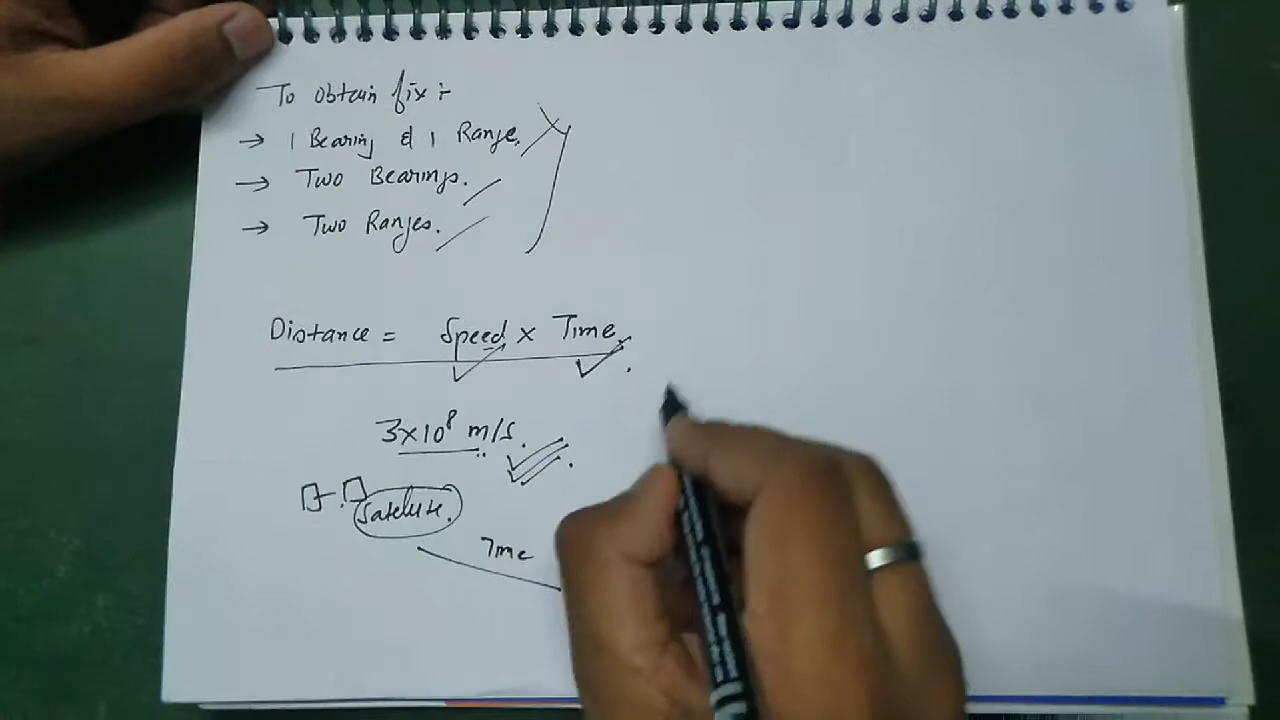 To obtain fix :-
→ 1 Bearing & 1 Range.
→ Two Bearings.
→ Two Ranges.
Distance = Speed x Time.
3x10⁸ m/s.
Satellite.
Time